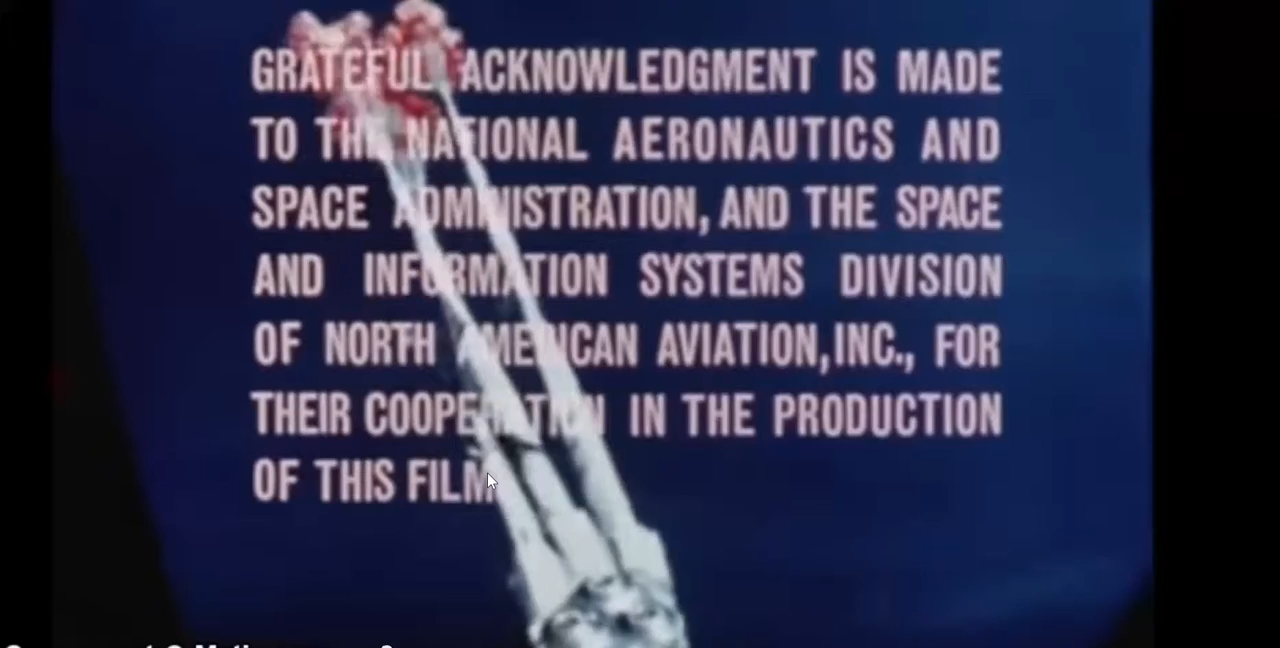 GRATEFUL ACKNOWLEDGMENT IS MADE
TO THE NATIONAL AERONAUTICS AND
SPACE ADMINISTRATION, AND THE SPACE
AND INFORMATION SYSTEMS DIVISION
OF NORTH AMERICAN AVIATION, INC., FOR
THEIR COOPERATION IN THE PRODUCTION
OF THIS FILM